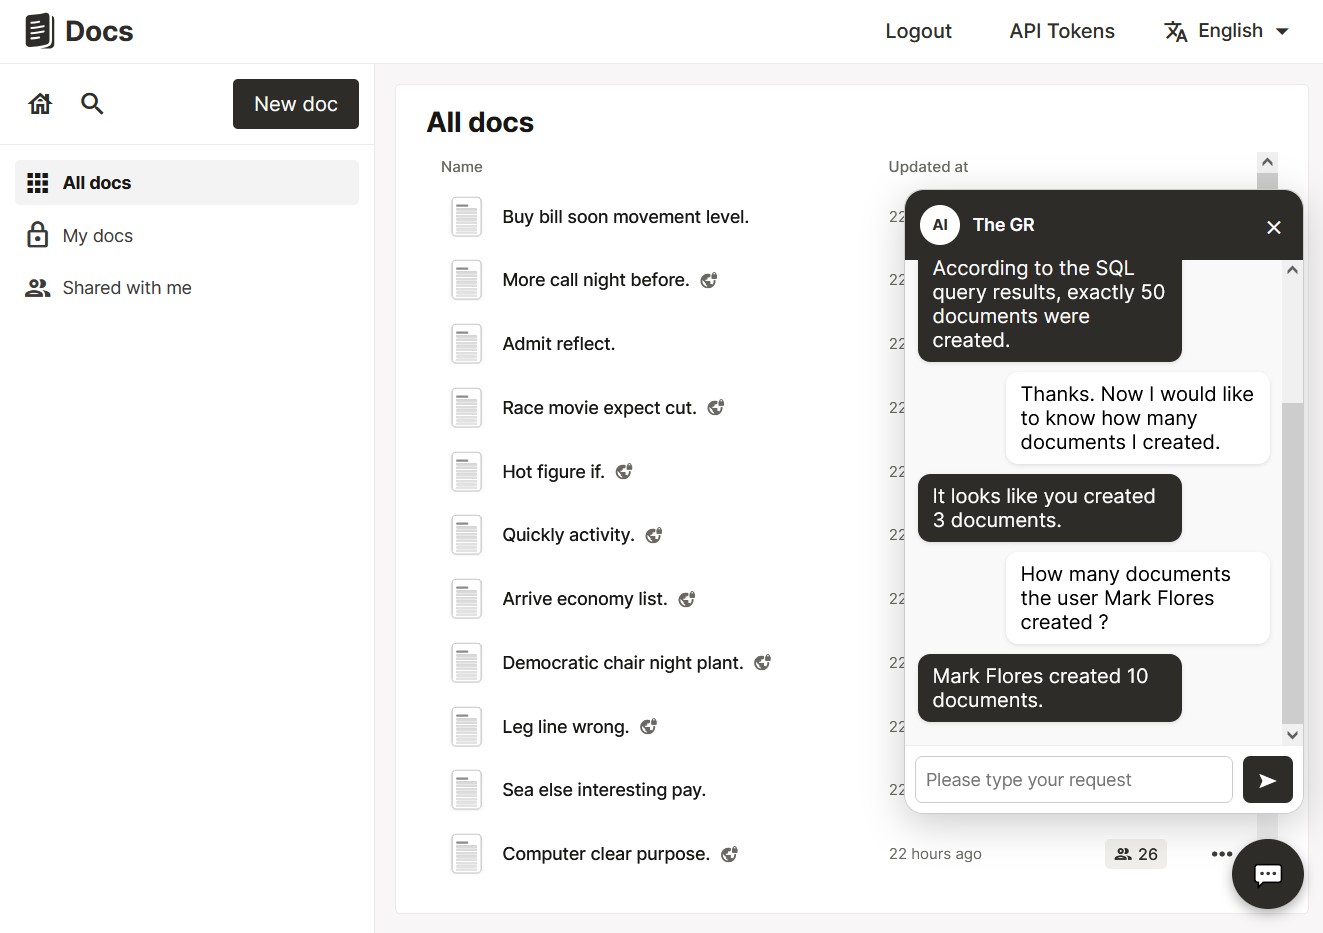 Docs
Logout
API Tokens
English
New doc
All docs
My docs
Shared with me
All docs
Name
Updated at
Buy bill soon movement level.
22
More call night before.
22
Admit reflect.
22
Race movie expect cut.
22
Hot figure if.
22
Quickly activity.
22
Arrive economy list.
22
Democratic chair night plant.
22
Leg line wrong.
22
Sea else interesting pay.
22
Computer clear purpose.
22 hours ago
26
AI
The GR
According to the SQL
query results, exactly 50
documents were
created.
Thanks. Now I would like
to know how many
documents I created.
It looks like you created
3 documents.
How many documents
the user Mark Flores
created ?
Mark Flores created 10
documents.
Please type your request